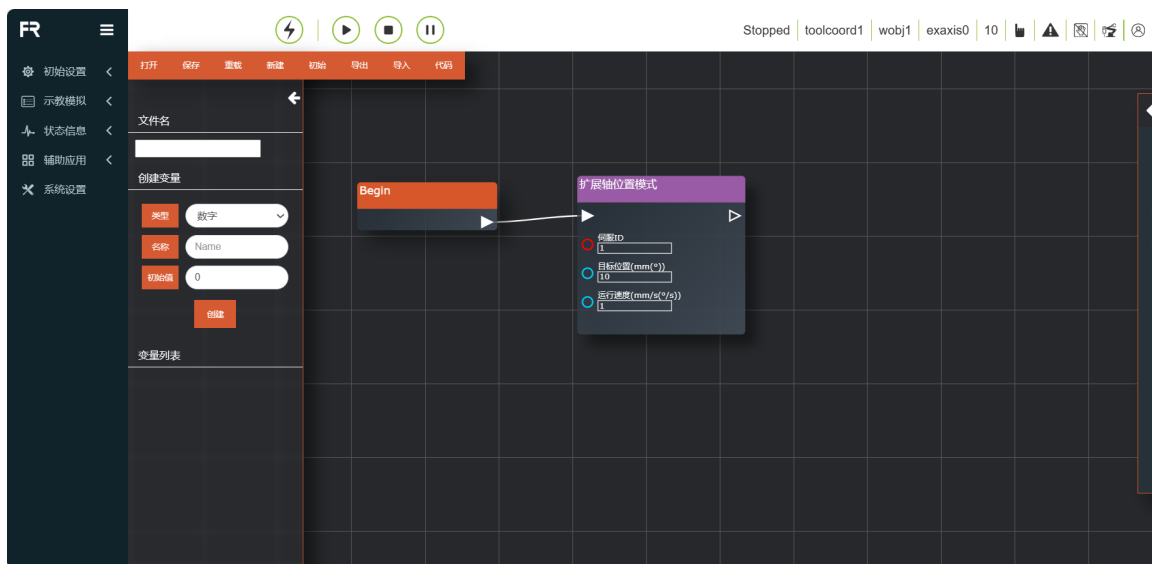 FR
Stopped toolcoord1 wobj1 exaxis0 10
初始设置
示教模拟
状态信息
辅助应用
系统设置
打开 保存 重载 新建 初始 导出 导入 代码
文件名
创建变量
类型 数字
名称 Name
初始值 0
创建
变量列表
Begin
扩展轴位置模式
伺服ID
1
目标位置(mm(°))
10
运行速度(mm/s(°/s))
1